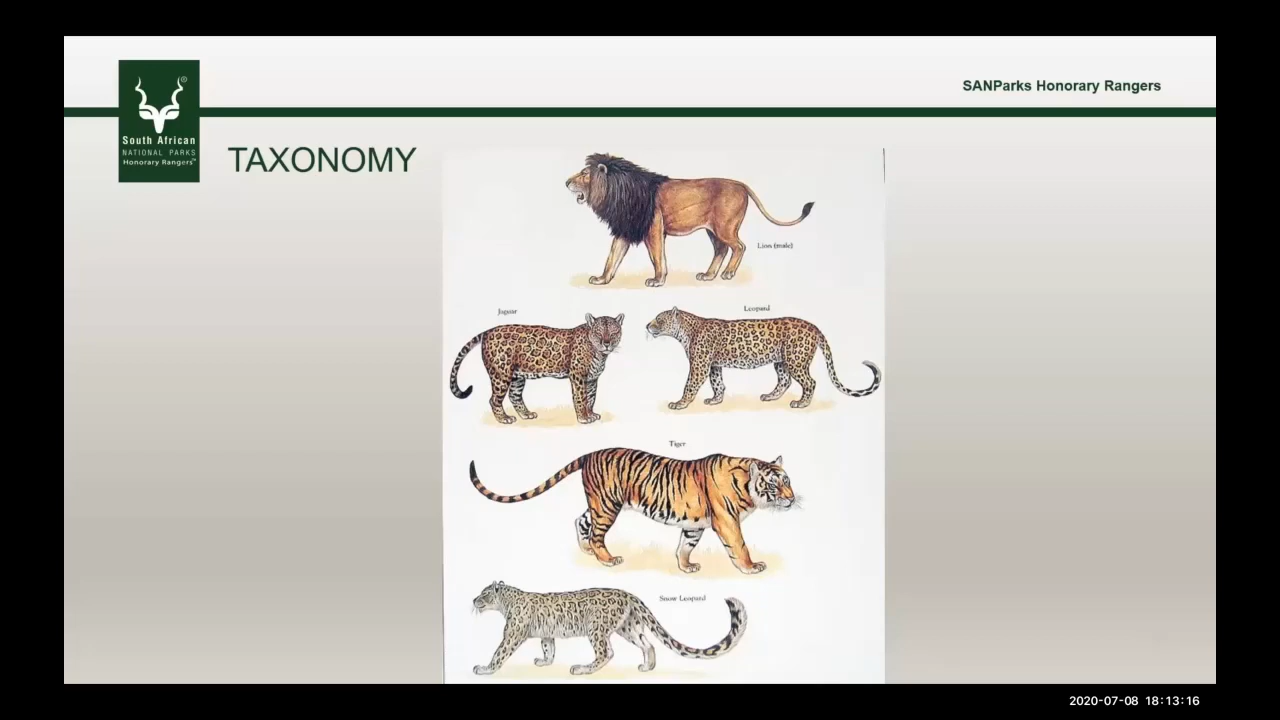 SANParks Honorary Rangers
South African
NATIONAL PARKS
Honorary Rangers™
TAXONOMY
Lion (male)
Jaguar
Leopard
Tiger
Snow Leopard
2020-07-08 18:13:16